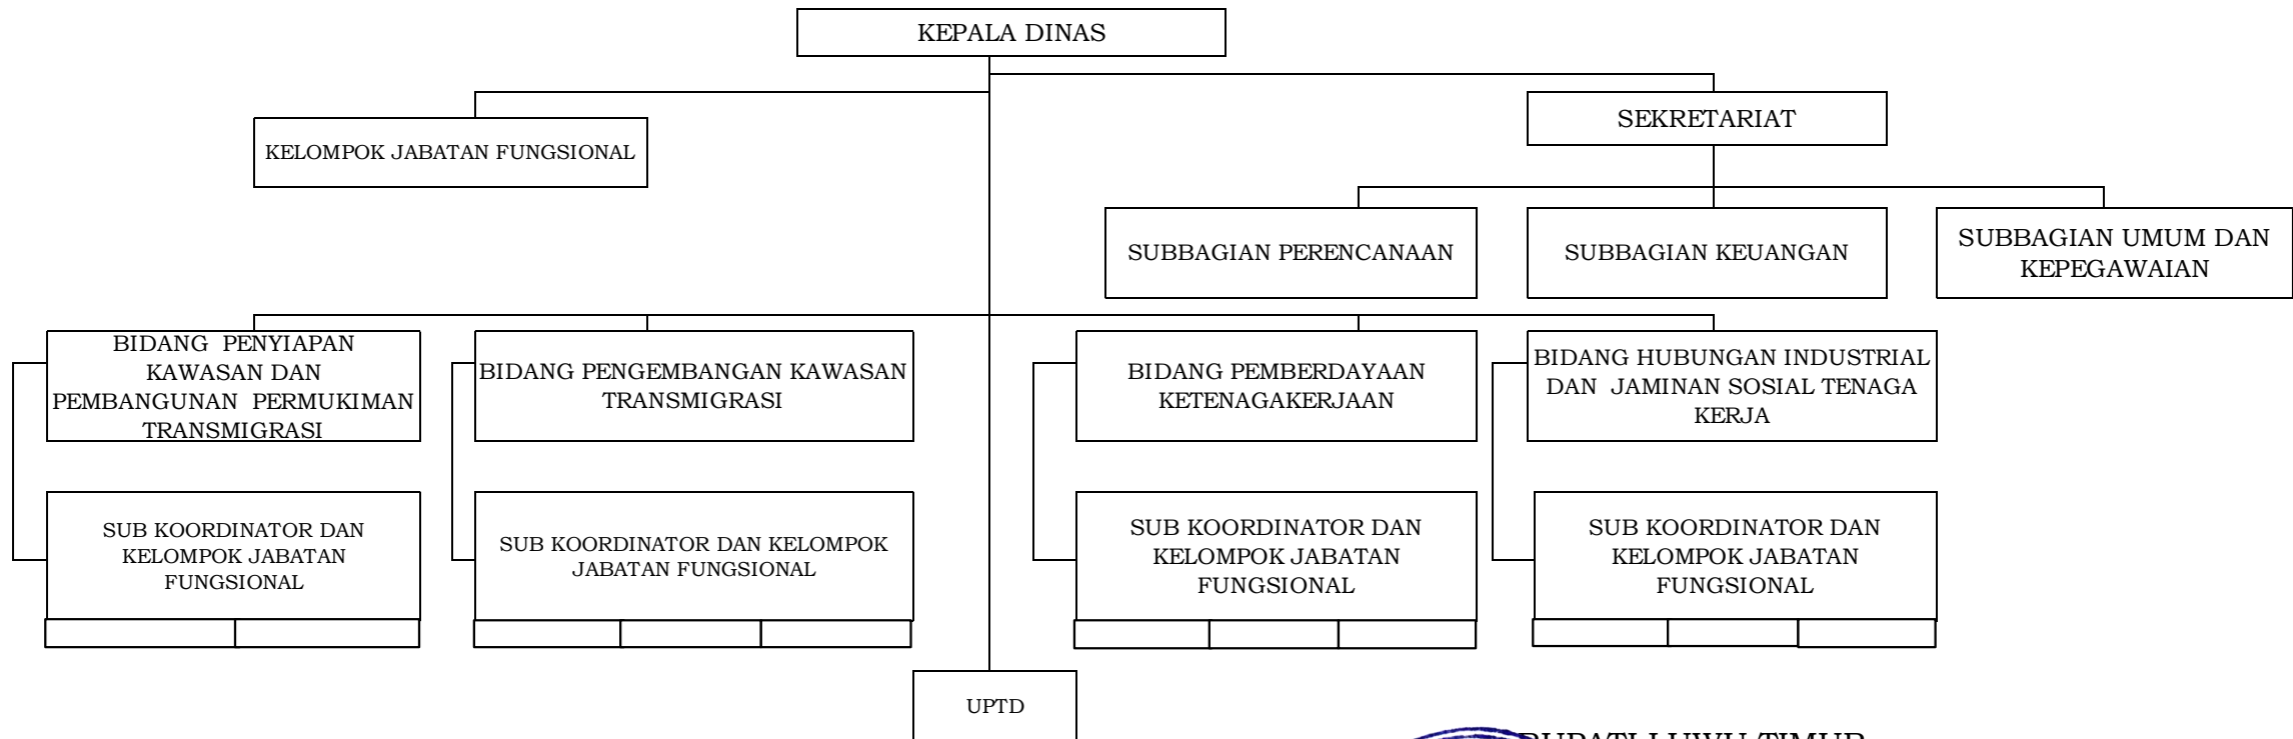 KEPALA DINAS
SEKRETARIAT
KELOMPOK JABATAN FUNGSIONAL
SUBBAGIAN PERENCANAAN
SUBBAGIAN KEUANGAN
SUBBAGIAN UMUM DAN
KEPEGAWAIAN
BIDANG PENYIAPAN
KAWASAN DAN
PEMBANGUNAN PERMUKIMAN
TRANSMIGRASI
BIDANG PENGEMBANGAN KAWASAN
TRANSMIGRASI
BIDANG PEMBERDAYAAN
KETENAGAKERJAAN
BIDANG HUBUNGAN INDUSTRIAL
DAN JAMINAN SOSIAL TENAGA
KERJA
SUB KOORDINATOR DAN
KELOMPOK JABATAN
FUNGSIONAL
SUB KOORDINATOR DAN KELOMPOK
JABATAN FUNGSIONAL
SUB KOORDINATOR DAN
KELOMPOK JABATAN
FUNGSIONAL
SUB KOORDINATOR DAN
KELOMPOK JABATAN
FUNGSIONAL
UPTD
BUPATI LUWU TIMUR